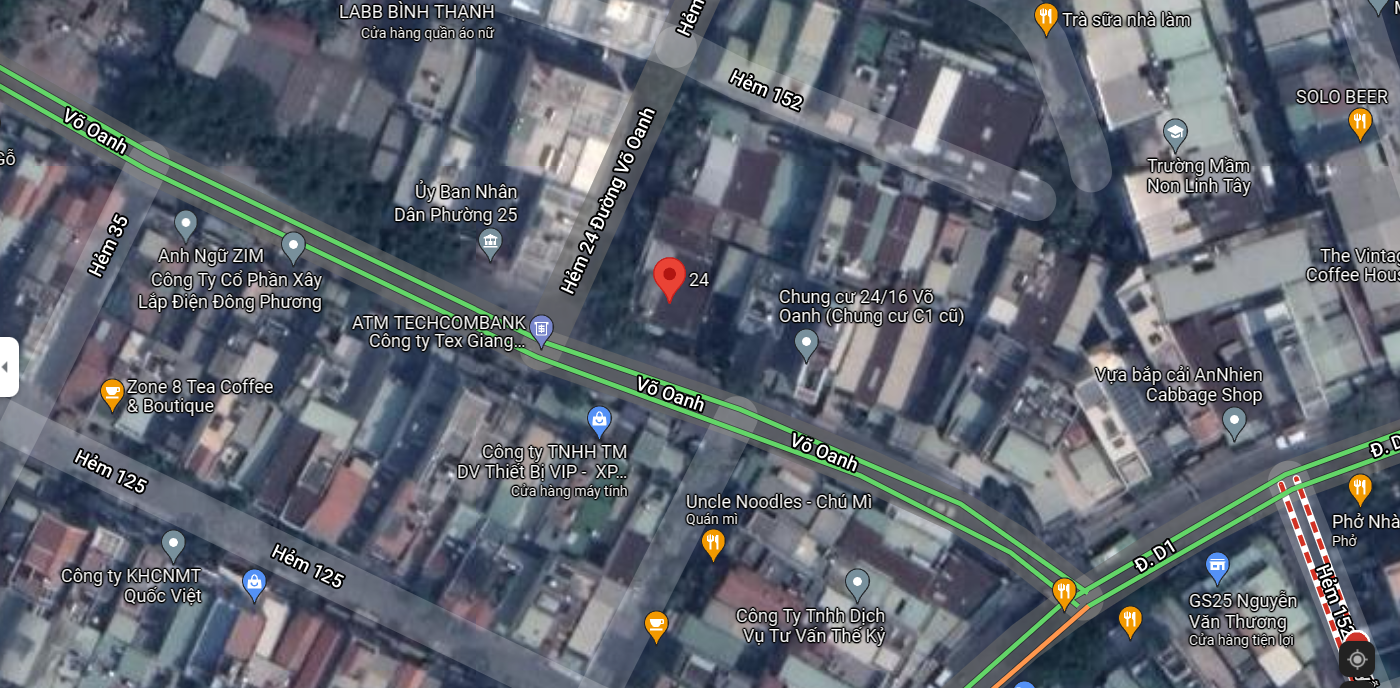 LABB BÌNH THẠNH
Cửa hàng quần áo nữ
Hẻm
Trà sữa nhà làm
Hẻm 152
SOLO BEER
Võ Oanh
Gỗ
Hẻm 24 Đường Võ Oanh
Trường Mầm
Non Linh Tây
Ủy Ban Nhân
Dân Phường 25
Hẻm 35
Anh Ngữ ZIM
Công Ty Cổ Phần Xây
Lắp Điện Đông Phương
24
The Vintag
Coffee Hous
Chung cư 24/16 Võ
Oanh (Chung cư C1 cũ)
ATM TECHCOMBANK
Công ty Tex Giang...
Zone 8 Tea Coffee
& Boutique
Võ Oanh
Vựa bắp cải AnNhien
Cabbage Shop
Võ Oanh
Đ. D
Công ty TNHH TM
DV Thiết Bị VIP - XP...
Cửa hàng máy tính
Hẻm 125
Uncle Noodles - Chú Mì
Quán mì
Phở Nhà
Phở
Đ. D1
Hẻm 125
Công ty KHCNMT
Quốc Việt
Hẻm 152
GS25 Nguyễn
Văn Thương
Cửa hàng tiện lợi
Công Ty Tnhh Dịch
Vụ Tư Vấn Thế Kỷ